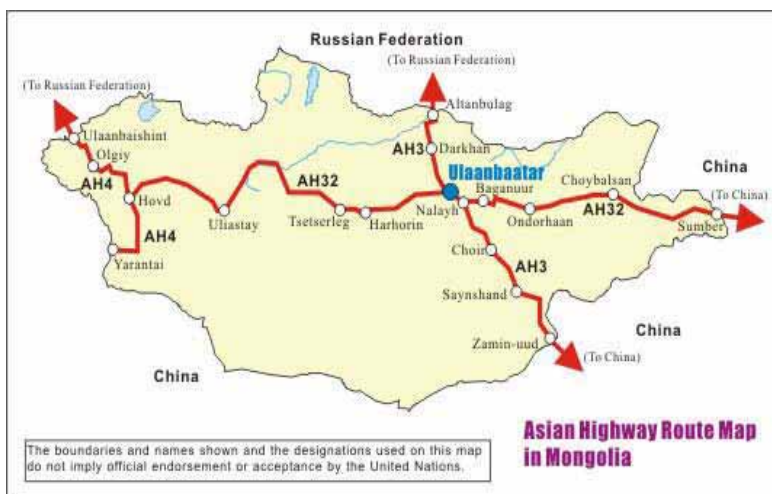 Russian Federation
(To Russian Federation)
(To Russian Federation)
Altanbulag
Ulaanbaishint
Olgiy
Darkhan
AH3
Ulaanbaatar
China
AH4
AH32
Baganuur
Choybalsan
(To China)
Hovd
Uliastay
Tsetserleg
Harhorin
Nalayh
Ondorhaan
AH32
Sumber
AH4
Yarantai
Choir
AH3
Saynshand
China
Zamin-uud
(To China)
China
Asian Highway Route Map
in Mongolia
The boundaries and names shown and the designations used on this map
do not imply official endorsement or acceptance by the United Nations.